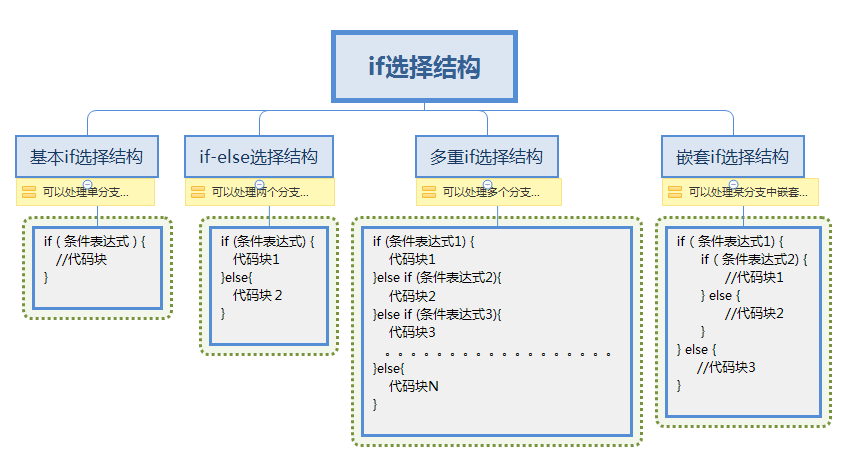 if选择结构
基本if选择结构
可以处理单分支...
if ( 条件表达式 ) {
//代码块
}
if-else选择结构
可以处理两个分支...
if (条件表达式) {
代码块1
}else{
代码块 2
}
多重if选择结构
可以处理多个分支...
if (条件表达式1) {
代码块1
}else if (条件表达式2){
代码块2
}else if (条件表达式3){
代码块3
。。。。。。。。。。。。。。。。。。
}else{
代码块N
}
嵌套if选择结构
可以处理某分支中嵌套...
if ( 条件表达式1) {
if ( 条件表达式2) {
//代码块1
} else {
//代码块2
}
} else {
//代码块3
}